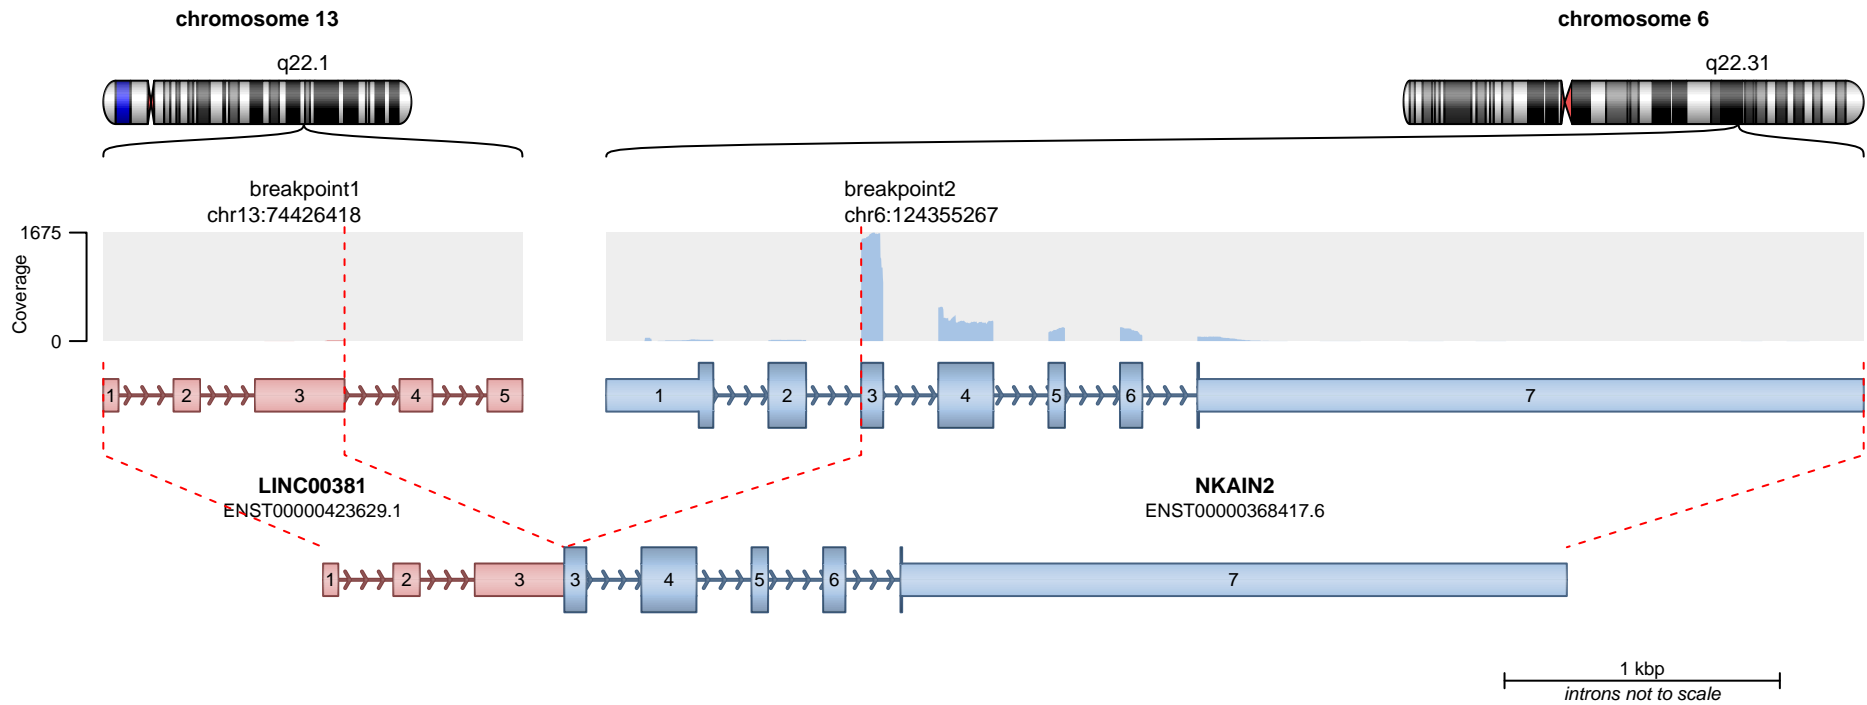 chromosome 13
chromosome 6
q22.1
q22.31
breakpoint1
chr13:74426418
breakpoint2
chr6:124355267
1675
0
Coverage
1 2 3 4 5
1 2 3 4 5 6 7
LINC00381
ENST00000423629.1
NKAIN2
ENST00000368417.6
1 2 3 3 4 5 6 7
1 kbp
introns not to scale